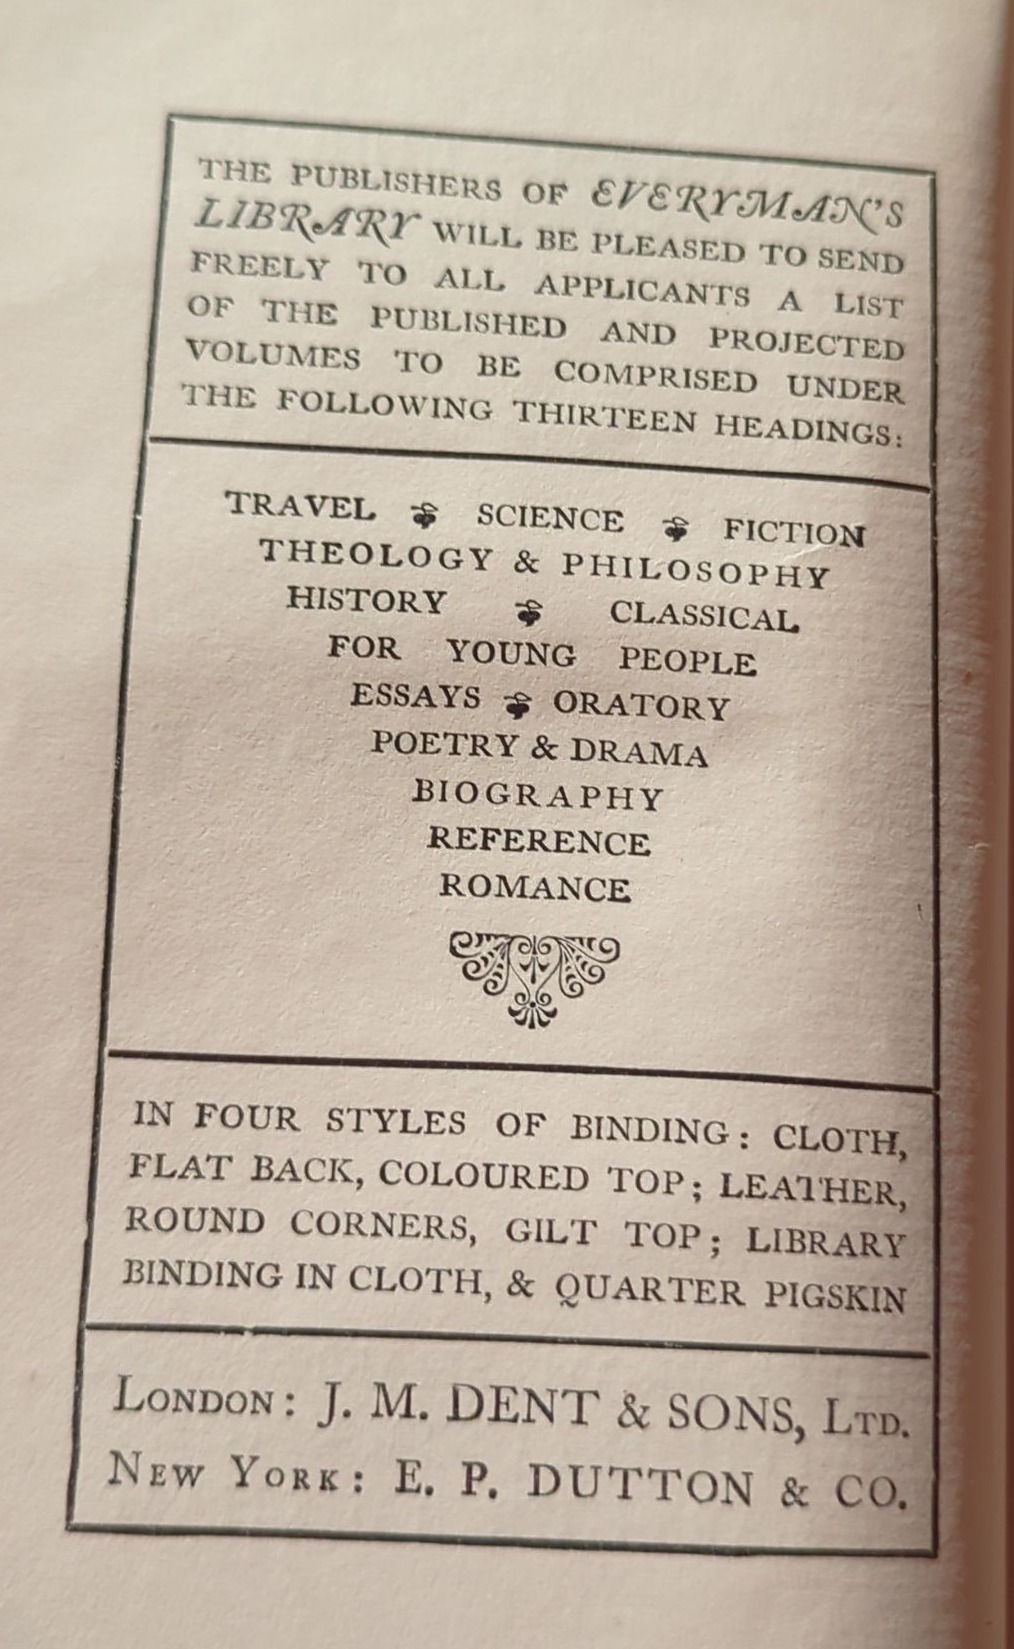 THE PUBLISHERS OF EVERYMAN'S
LIBRARY WILL BE PLEASED TO SEND
FREELY TO ALL APPLICANTS A LIST
OF THE PUBLISHED AND PROJECTED
VOLUMES TO BE COMPRISED UNDER
THE FOLLOWING THIRTEEN HEADINGS:
TRAVEL SCIENCE FICTION
THEOLOGY & PHILOSOPHY
HISTORY CLASSICAL
FOR YOUNG PEOPLE
ESSAYS ORATORY
POETRY & DRAMA
BIOGRAPHY
REFERENCE
ROMANCE
IN FOUR STYLES OF BINDING: CLOTH,
FLAT BACK, COLOURED TOP; LEATHER,
ROUND CORNERS, GILT TOP; LIBRARY
BINDING IN CLOTH, & QUARTER PIGSKIN
LONDON: J. M. DENT & SONS, LTD.
NEW YORK: E. P. DUTTON & CO.